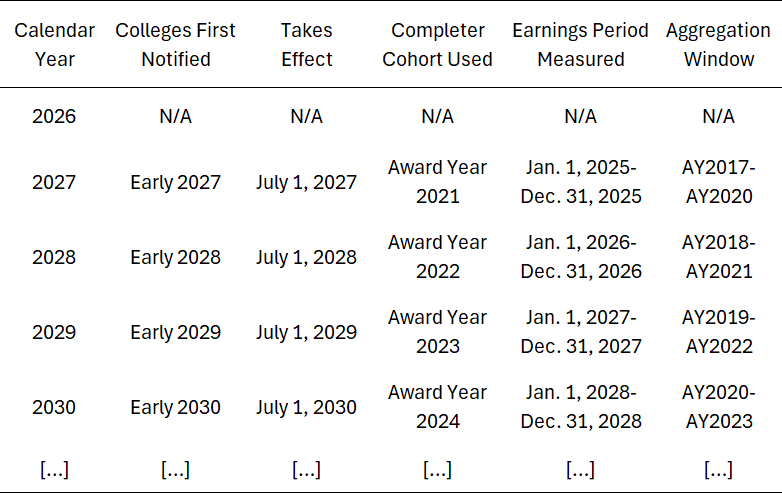 Calendar Year Colleges First Notified Takes Effect Completer Cohort Used Earnings Period Measured Aggregation Window
2026 N/A N/A N/A N/A N/A
2027 Early 2027 July 1, 2027 Award Year 2021 Jan. 1, 2025- Dec. 31, 2025 AY2017- AY2020
2028 Early 2028 July 1, 2028 Award Year 2022 Jan. 1, 2026- Dec. 31, 2026 AY2018- AY2021
2029 Early 2029 July 1, 2029 Award Year 2023 Jan. 1, 2027- Dec. 31, 2027 AY2019- AY2022
2030 Early 2030 July 1, 2030 Award Year 2024 Jan. 1, 2028- Dec. 31, 2028 AY2020- AY2023
[...] [...] [...] [...] [...] [...]